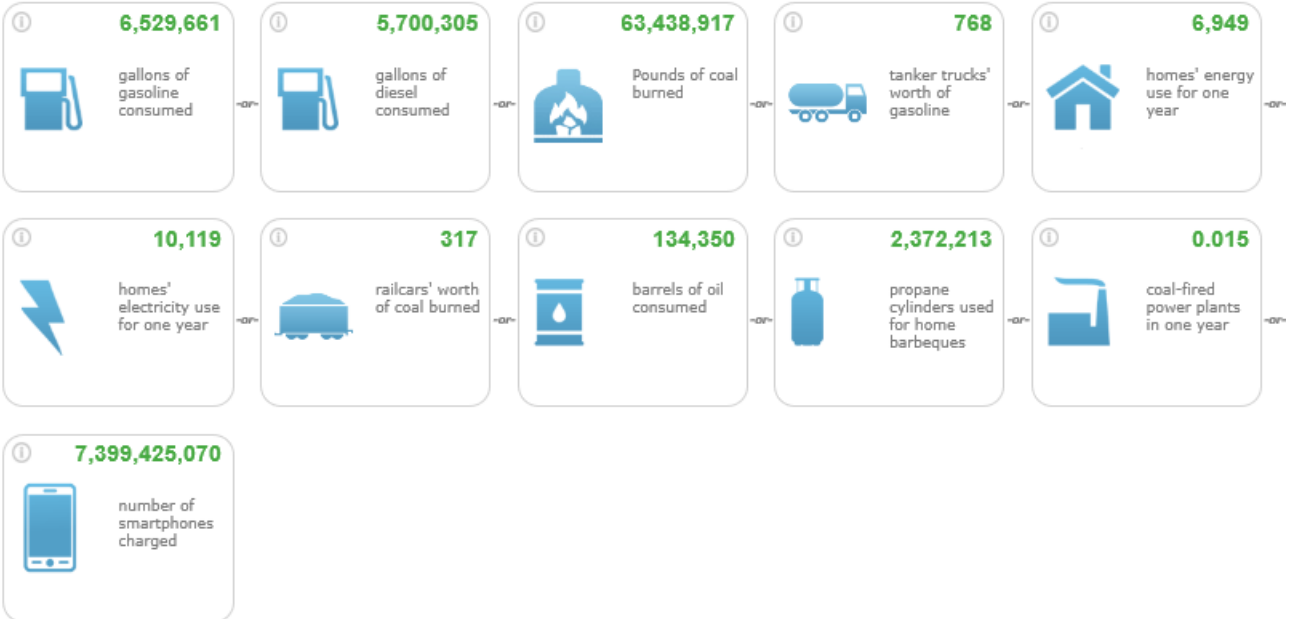 6,529,661
gallons of
gasoline
consumed
-or-
5,700,305
gallons of
diesel
consumed
-or-
63,438,917
Pounds of coal
burned
-or-
768
tanker trucks'
worth of
gasoline
-or-
6,949
homes' energy
use for one
year
-or-
10,119
homes'
electricity use
for one year
-or-
317
railcars' worth
of coal burned
-or-
134,350
barrels of oil
consumed
-or-
2,372,213
propane
cylinders used
for home
barbeques
-or-
0.015
coal-fired
power plants
in one year
-or-
7,399,425,070
number of
smartphones
charged